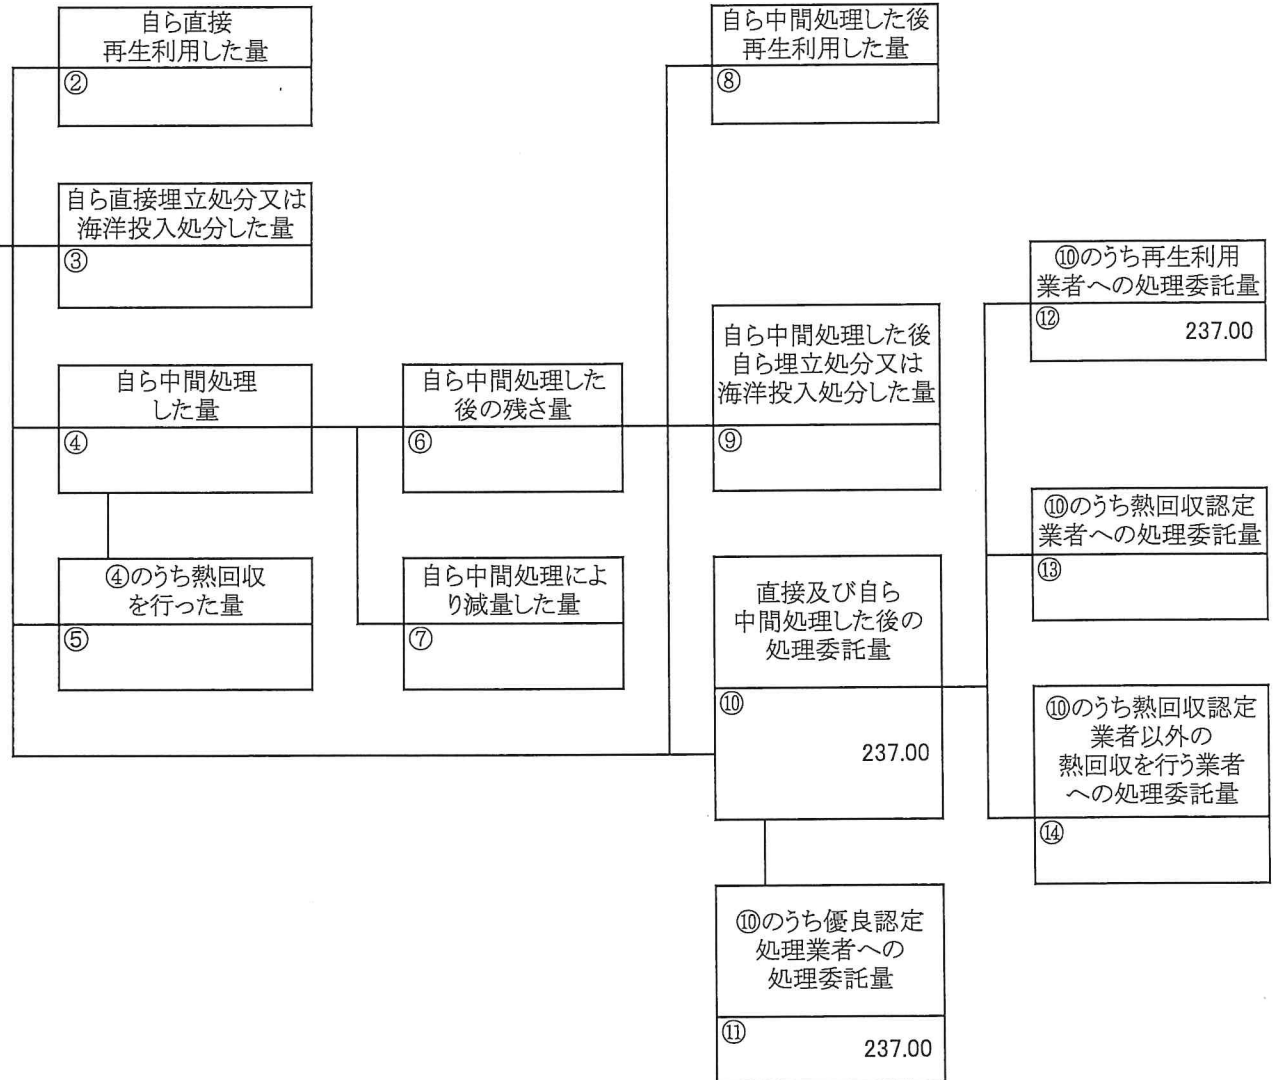 自ら直接
再生利用した量
②
自ら直接埋立処分又は
海洋投入処分した量
③
自ら中間処理
した量
④
④のうち熱回収
を行った量
⑤
自ら中間処理した
後の残さ量
⑥
自ら中間処理によ
り減量した量
⑦
自ら中間処理した後
再生利用した量
⑧
自ら中間処理した後
自ら埋立処分又は
海洋投入処分した量
⑨
直接及び自ら
中間処理した後の
処理委託量
⑩
237.00
⑩のうち優良認定
処理業者への
処理委託量
⑪
237.00
⑩のうち再生利用
業者への処理委託量
⑫
237.00
⑩のうち熱回収認定
業者への処理委託量
⑬
⑩のうち熱回収認定
業者以外の
熱回収を行う業者
への処理委託量
⑭